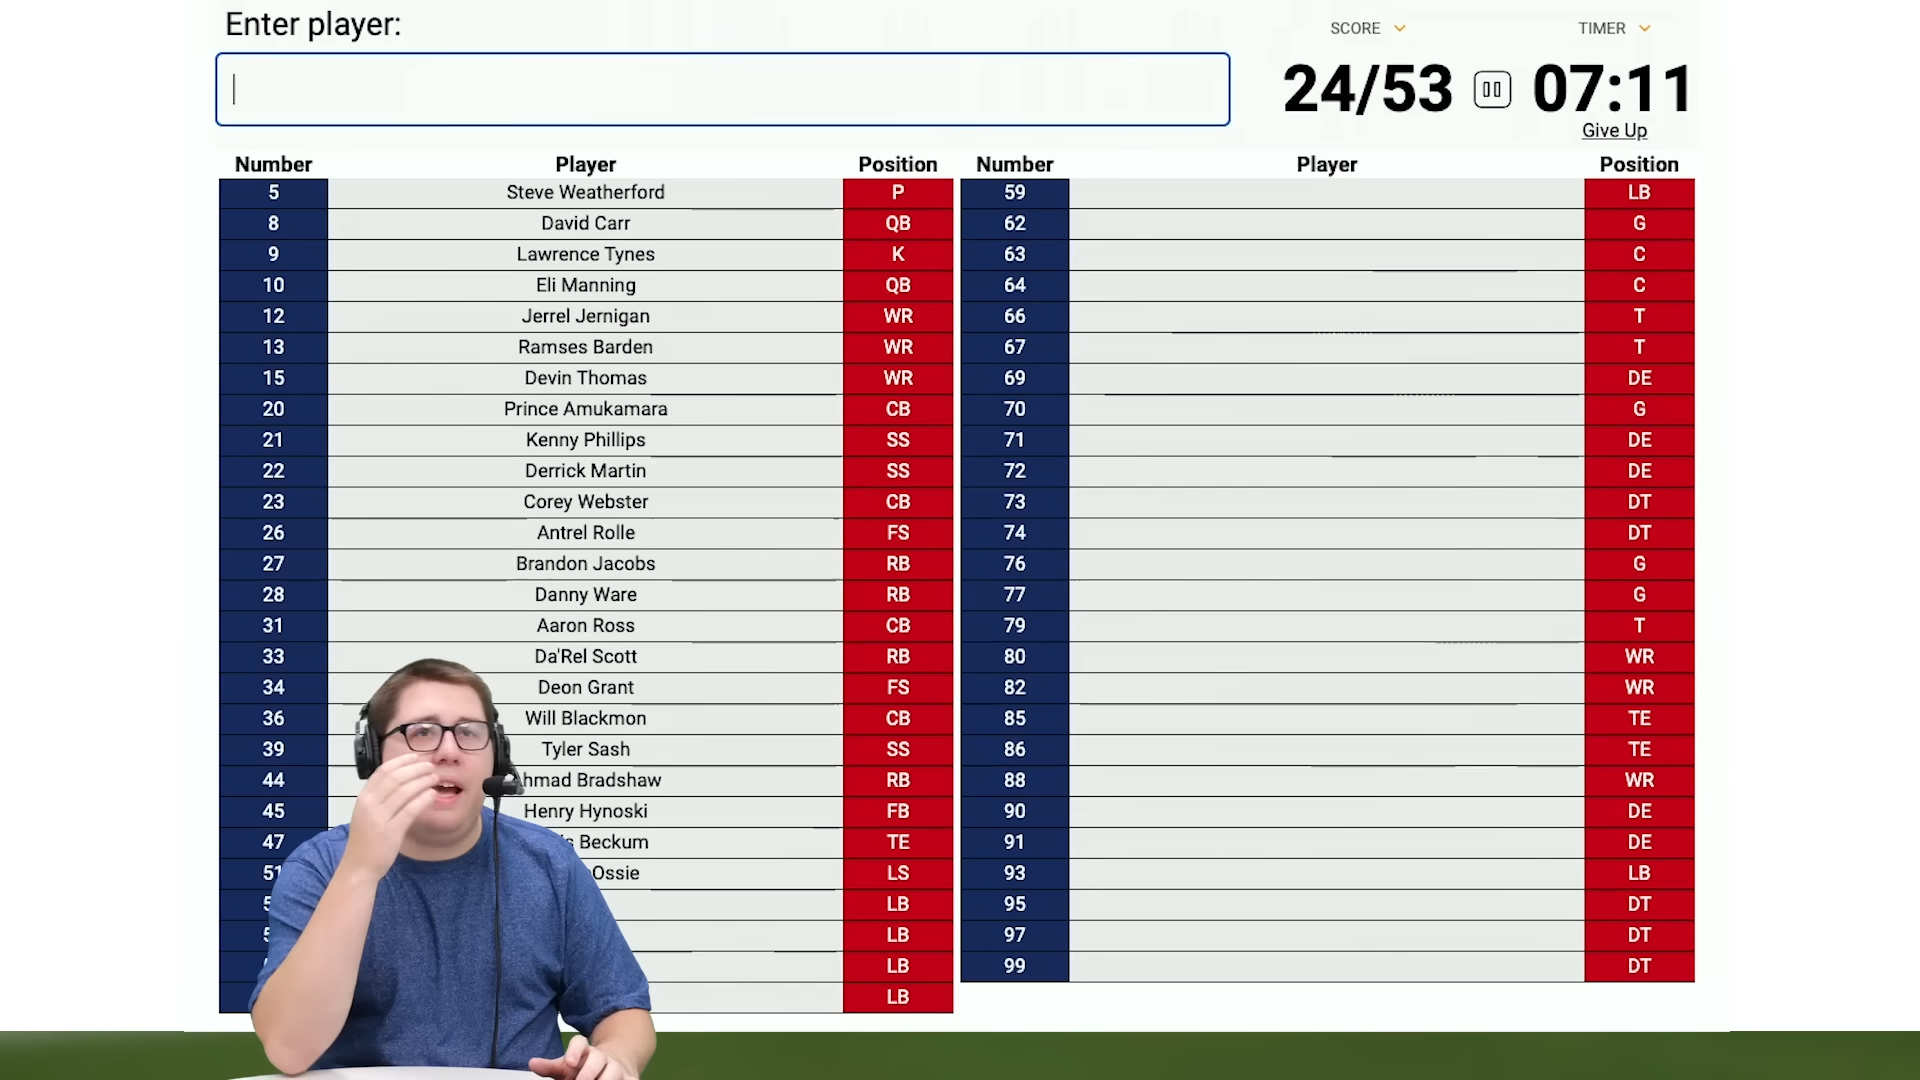 Enter player:
SCORE
TIMER
24/53
07:11
Give Up
Number Player Position
5 Steve Weatherford P
8 David Carr QB
9 Lawrence Tynes K
10 Eli Manning QB
12 Jerrel Jernigan WR
13 Ramses Barden WR
15 Devin Thomas WR
20 Prince Amukamara CB
21 Kenny Phillips SS
22 Derrick Martin SS
23 Corey Webster CB
26 Antrel Rolle FS
27 Brandon Jacobs RB
28 Danny Ware RB
31 Aaron Ross CB
33 Da'Rel Scott RB
34 Deon Grant FS
36 Will Blackmon CB
39 Tyler Sash SS
44 hmad Bradshaw RB
45 Henry Hynoski FB
47 s Beckum TE
51 Ossie LS
5 LB
5 LB
LB
LB
Number Player Position
59 LB
62 G
63 C
64 C
66 T
67 T
69 DE
70 G
71 DE
72 DE
73 DT
74 DT
76 G
77 G
79 T
80 WR
82 WR
85 TE
86 TE
88 WR
90 DE
91 DE
93 LB
95 DT
97 DT
99 DT